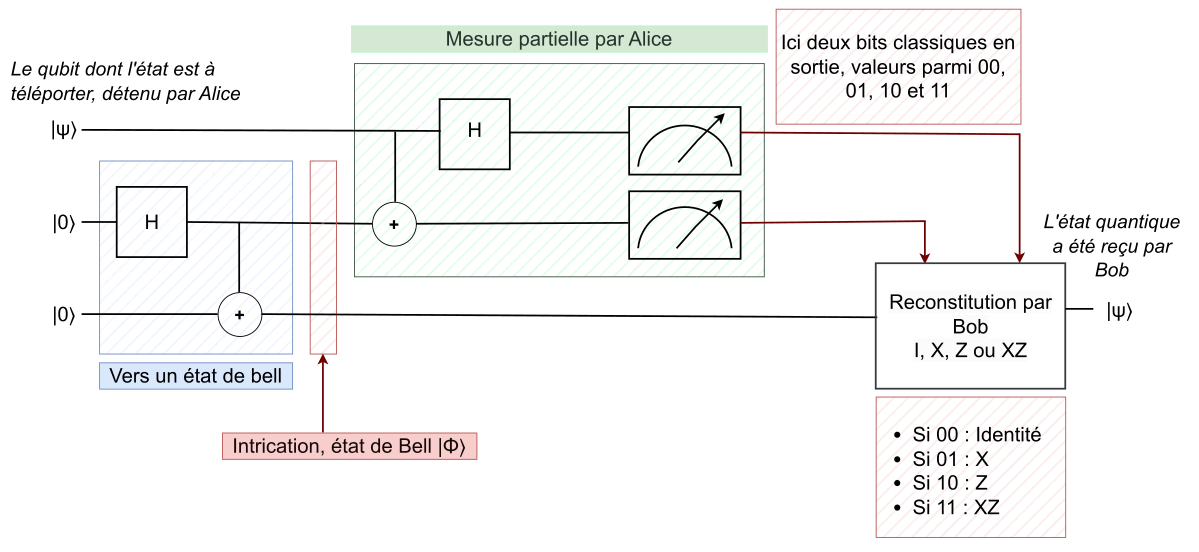 Mesure partielle par Alice
Ici deux bits classiques en
sortie, valeurs parmi 00,
01, 10 et 11
Le qubit dont l'état est à
téléporter, détenu par Alice
|ψ⟩
H
|0⟩
H
+
|0⟩
+
L'état quantique
a été reçu par
Bob
Reconstitution par
Bob
I, X, Z ou XZ
|ψ⟩
Vers un état de bell
Intrication, état de Bell |Φ⟩
• Si 00 : Identité
• Si 01 : X
• Si 10 : Z
• Si 11 : XZ